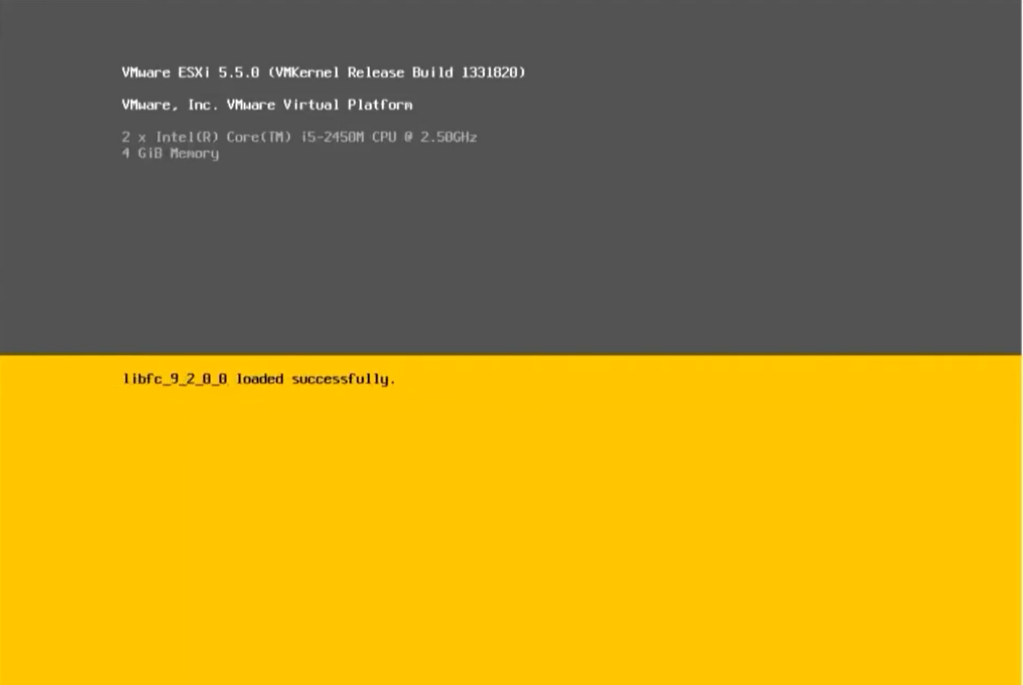 VMware ESXi 5.5.0 (VMKernel Release Build 1331820)
VMware, Inc. VMware Virtual Platform
2 x Intel(R) Core(TM) i5-2450M CPU @ 2.50GHz
4 GiB Memory
libfc_9_2_0_0 loaded successfully.